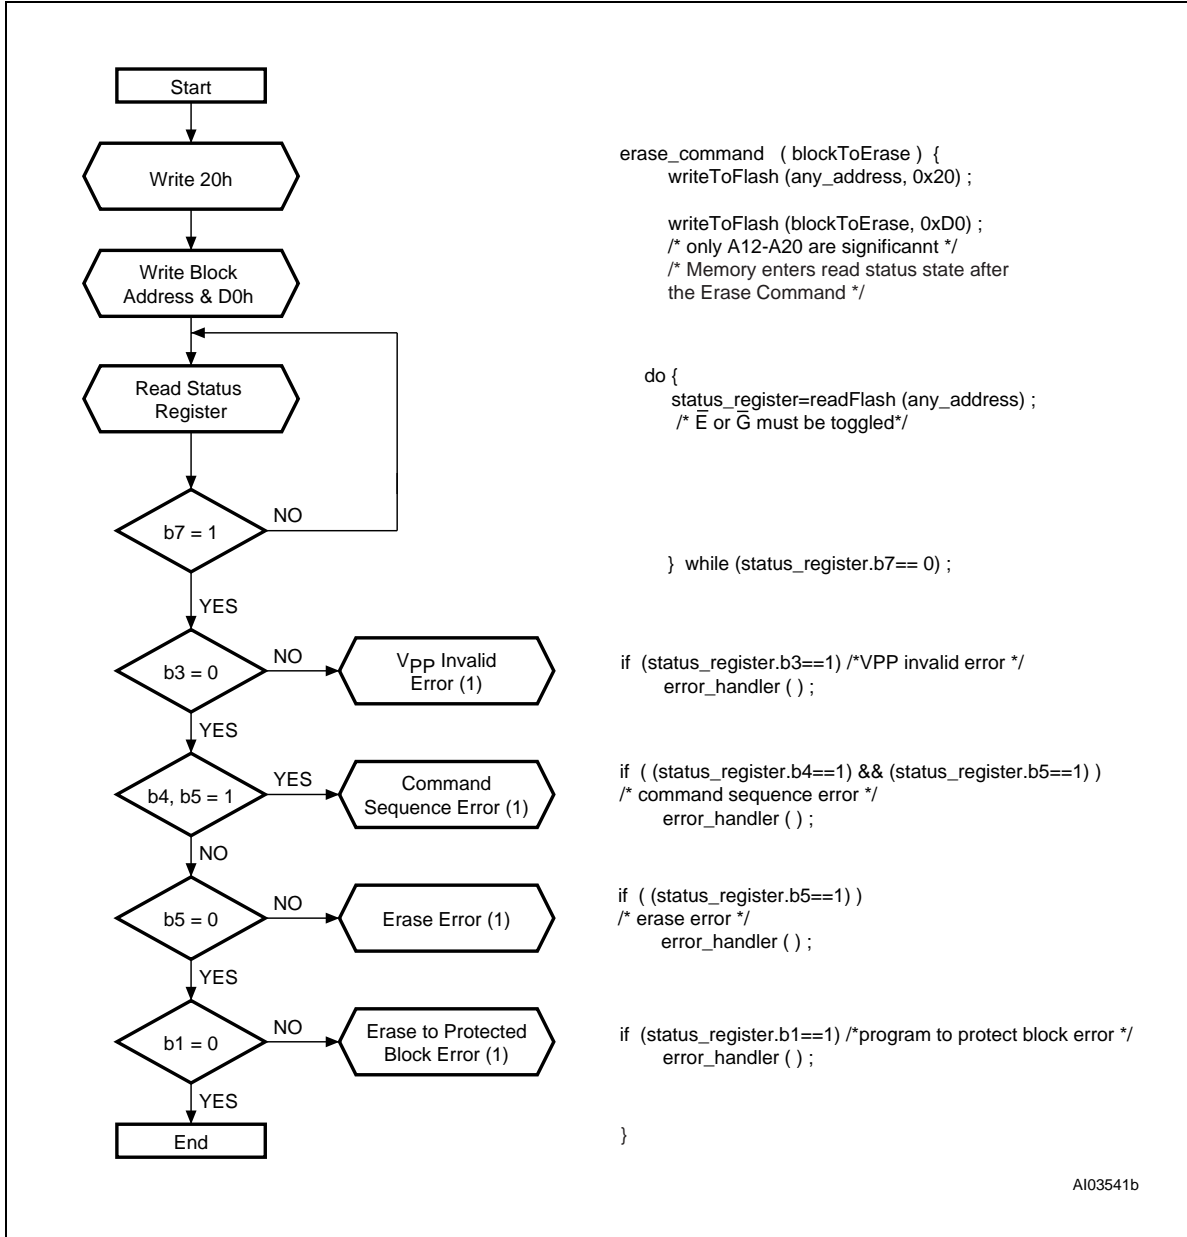 Start
Write 20h
Write Block
Address & D0h
Read Status
Register
b7 = 1
NO
YES
b3 = 0
NO
VPP Invalid
Error (1)
YES
b4, b5 = 1
YES
Command
Sequence Error (1)
NO
b5 = 0
NO
Erase Error (1)
YES
b1 = 0
NO
Erase to Protected
Block Error (1)
YES
End
erase_command ( blockToErase ) {
writeToFlash (any_address, 0x20) ;
writeToFlash (blockToErase, 0xD0) ;
/* only A12-A20 are significannt */
/* Memory enters read status state after
the Erase Command */
do {
status_register=readFlash (any_address) ;
/* E̅ or G̅ must be toggled*/
} while (status_register.b7== 0) ;
if (status_register.b3==1) /*VPP invalid error */
error_handler ( ) ;
if ( (status_register.b4==1) && (status_register.b5==1) )
/* command sequence error */
error_handler ( ) ;
if ( (status_register.b5==1) )
/* erase error */
error_handler ( ) ;
if (status_register.b1==1) /*program to protect block error */
error_handler ( ) ;
}
AI03541b